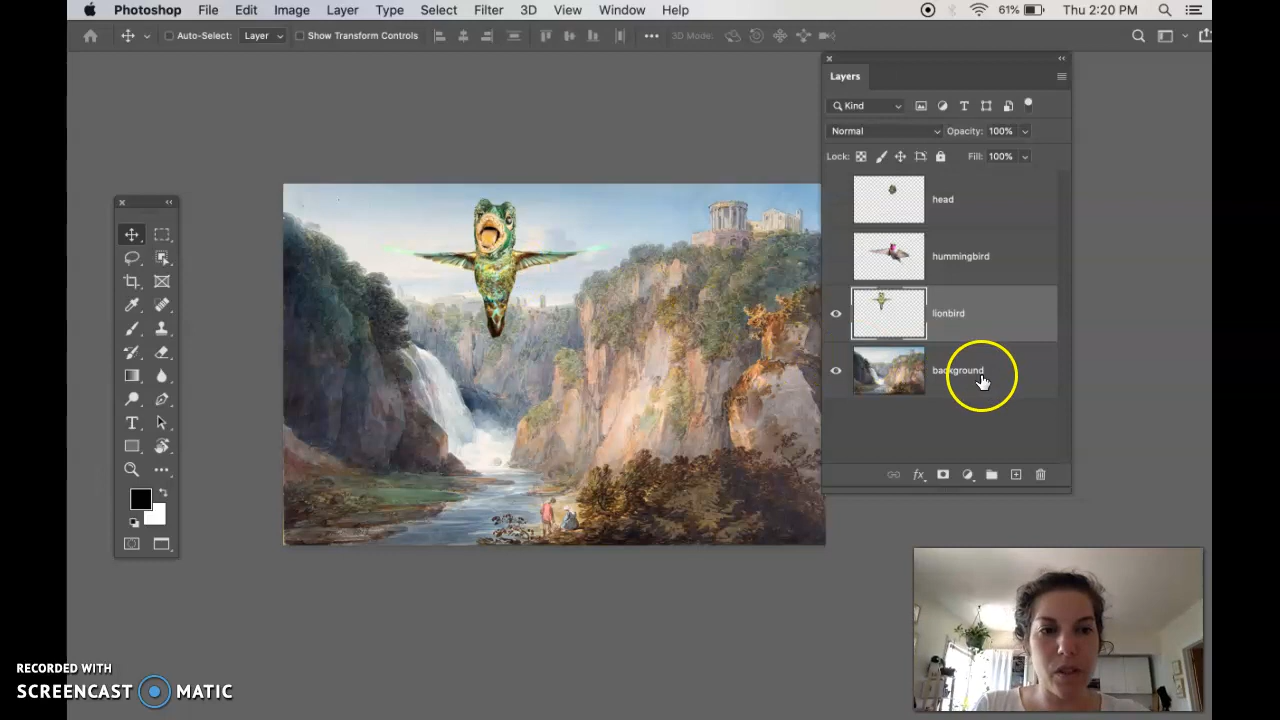 Photoshop File Edit Image Layer Type Select Filter 3D View Window Help 61% Thu 2:20 PM
Auto-Select: Layer Show Transform Controls 3D Mode:
Layers
Kind
Normal Opacity: 100%
Lock: Fill: 100%
head
hummingbird
lionbird
background
RECORDED WITH
SCREENCAST MATIC